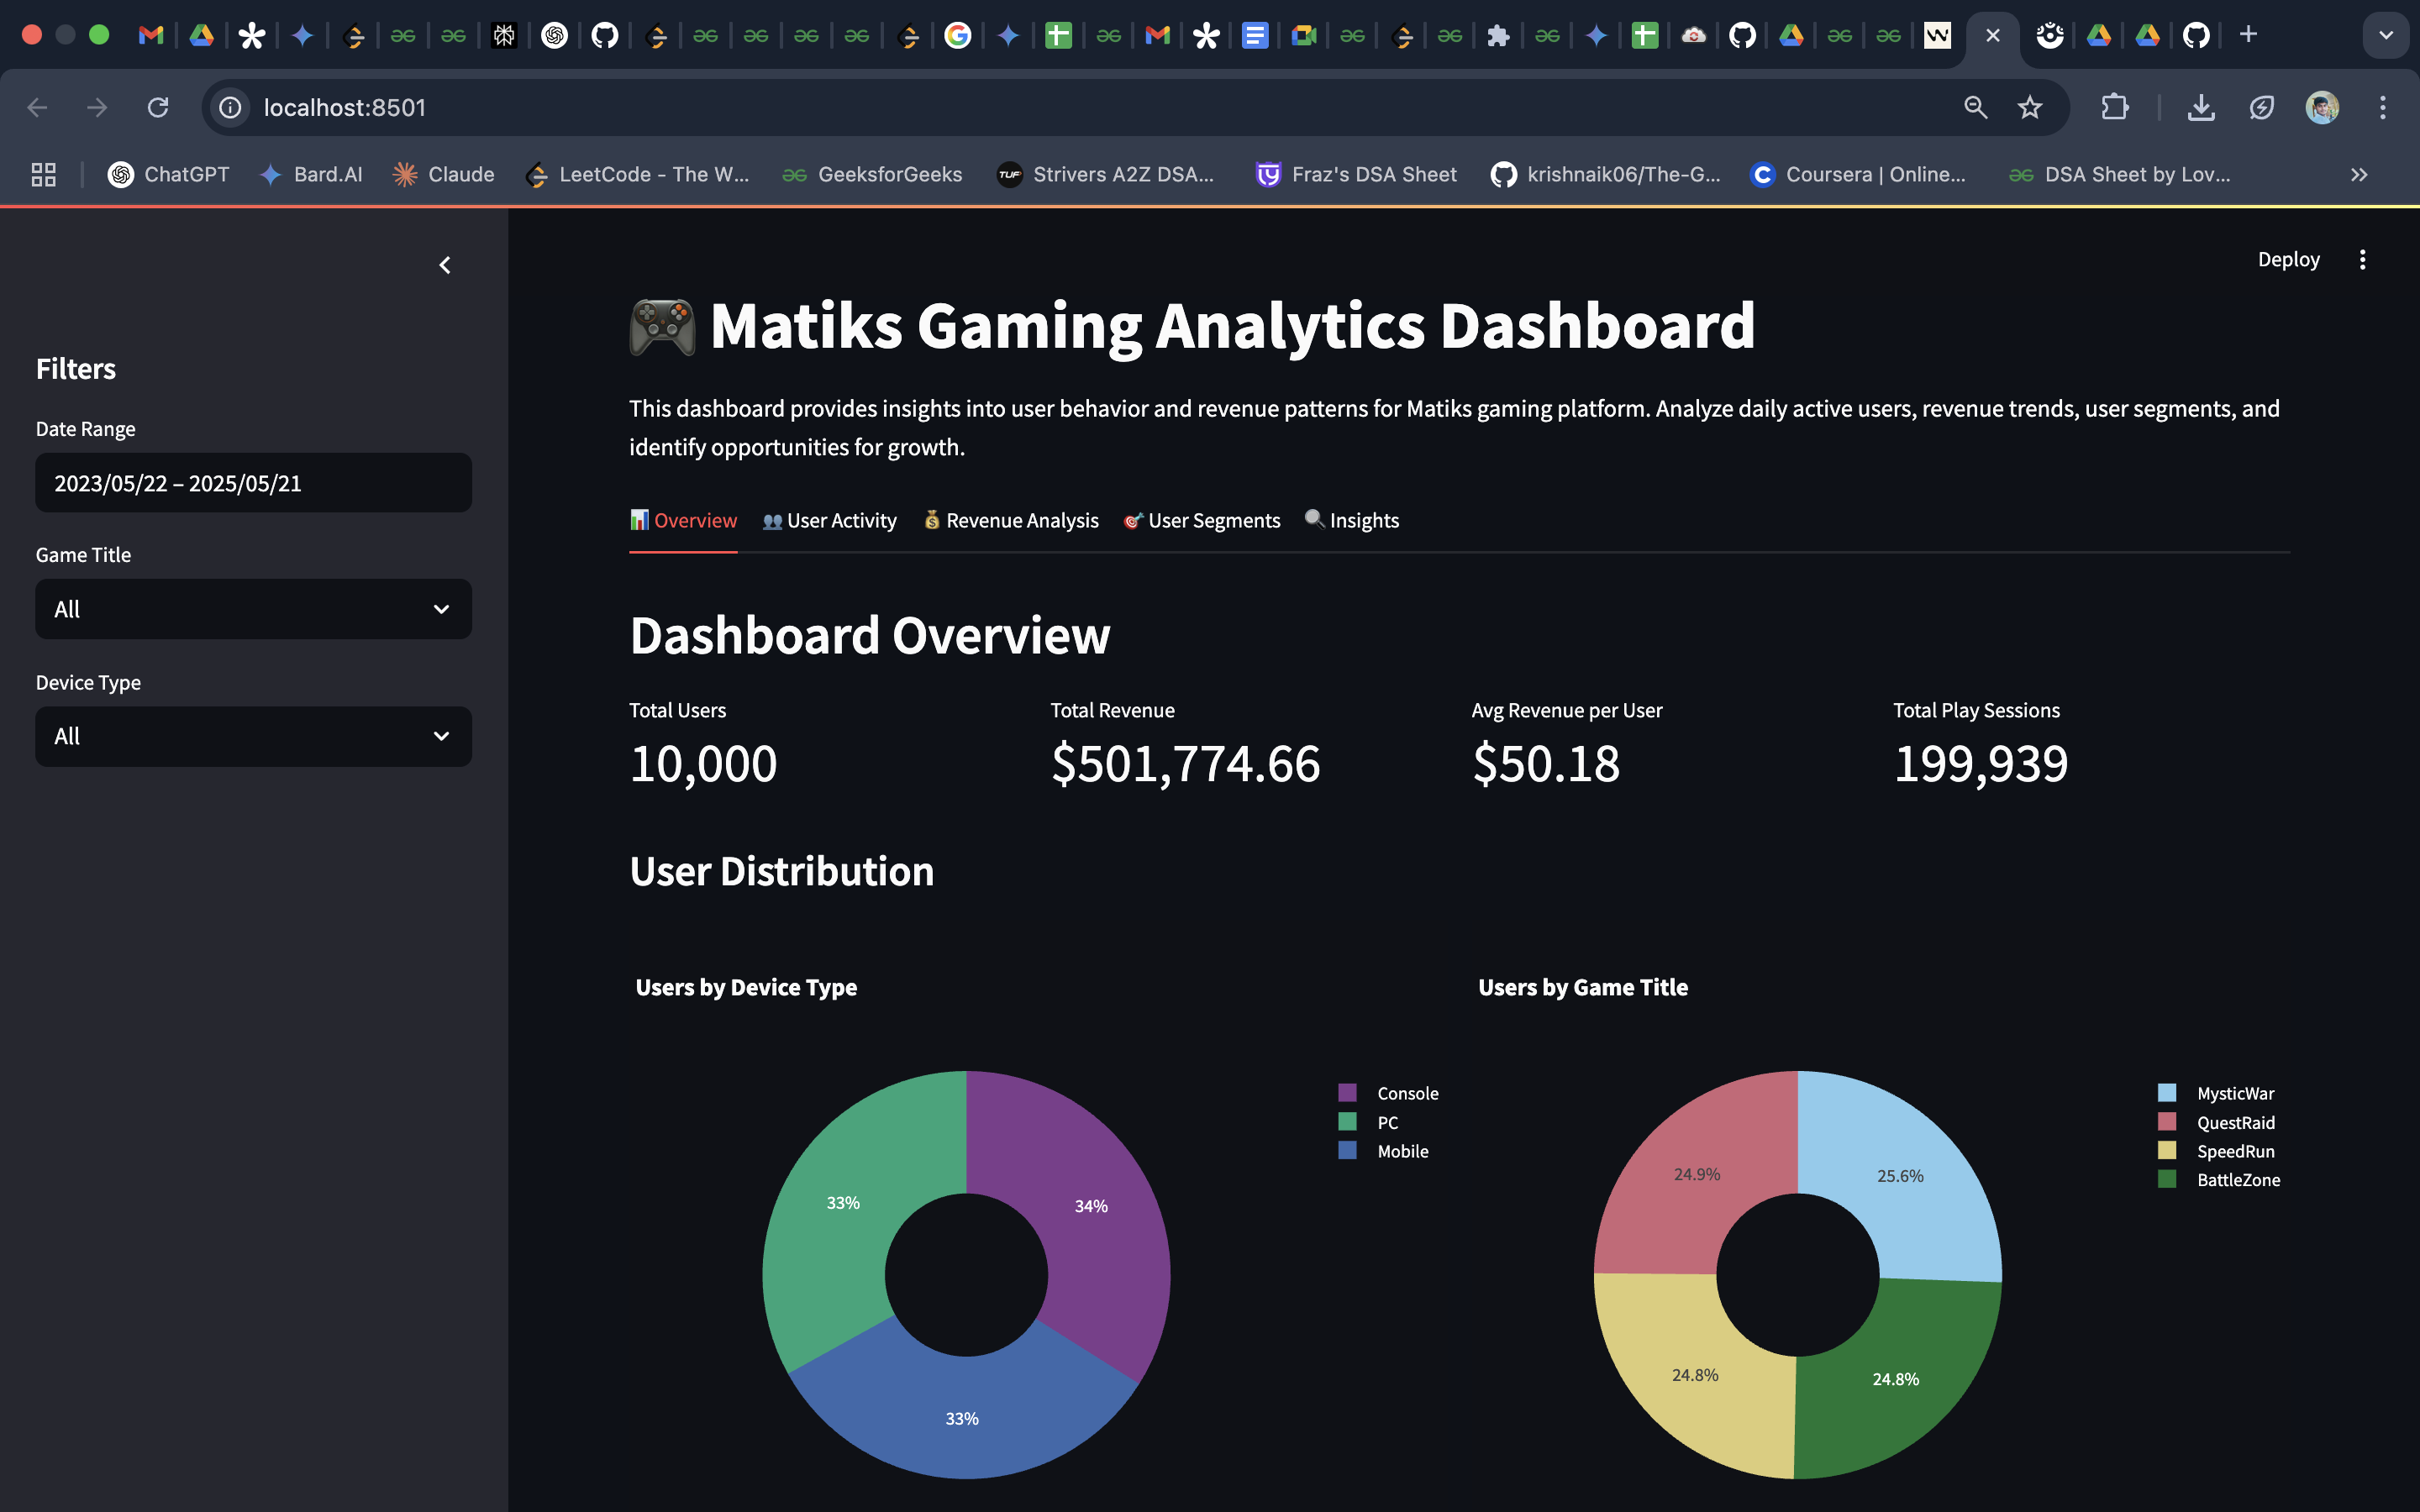 localhost:8501
ChatGPT
Bard.AI
Claude
LeetCode - The W...
GeeksforGeeks
TUF
Strivers A2Z DSA...
Fraz's DSA Sheet
krishnaik06/The-G...
Coursera | Online...
DSA Sheet by Lov...
Deploy
Filters
Date Range
2023/05/22 – 2025/05/21
Game Title
All
Device Type
All
Matiks Gaming Analytics Dashboard
This dashboard provides insights into user behavior and revenue patterns for Matiks gaming platform. Analyze daily active users, revenue trends, user segments, and
identify opportunities for growth.
Overview
User Activity
Revenue Analysis
User Segments
Insights
Dashboard Overview
Total Users
10,000
Total Revenue
$501,774.66
Avg Revenue per User
$50.18
Total Play Sessions
199,939
User Distribution
Users by Device Type
33%
34%
33%
Console
PC
Mobile
Users by Game Title
24.9%
25.6%
24.8%
24.8%
MysticWar
QuestRaid
SpeedRun
BattleZone